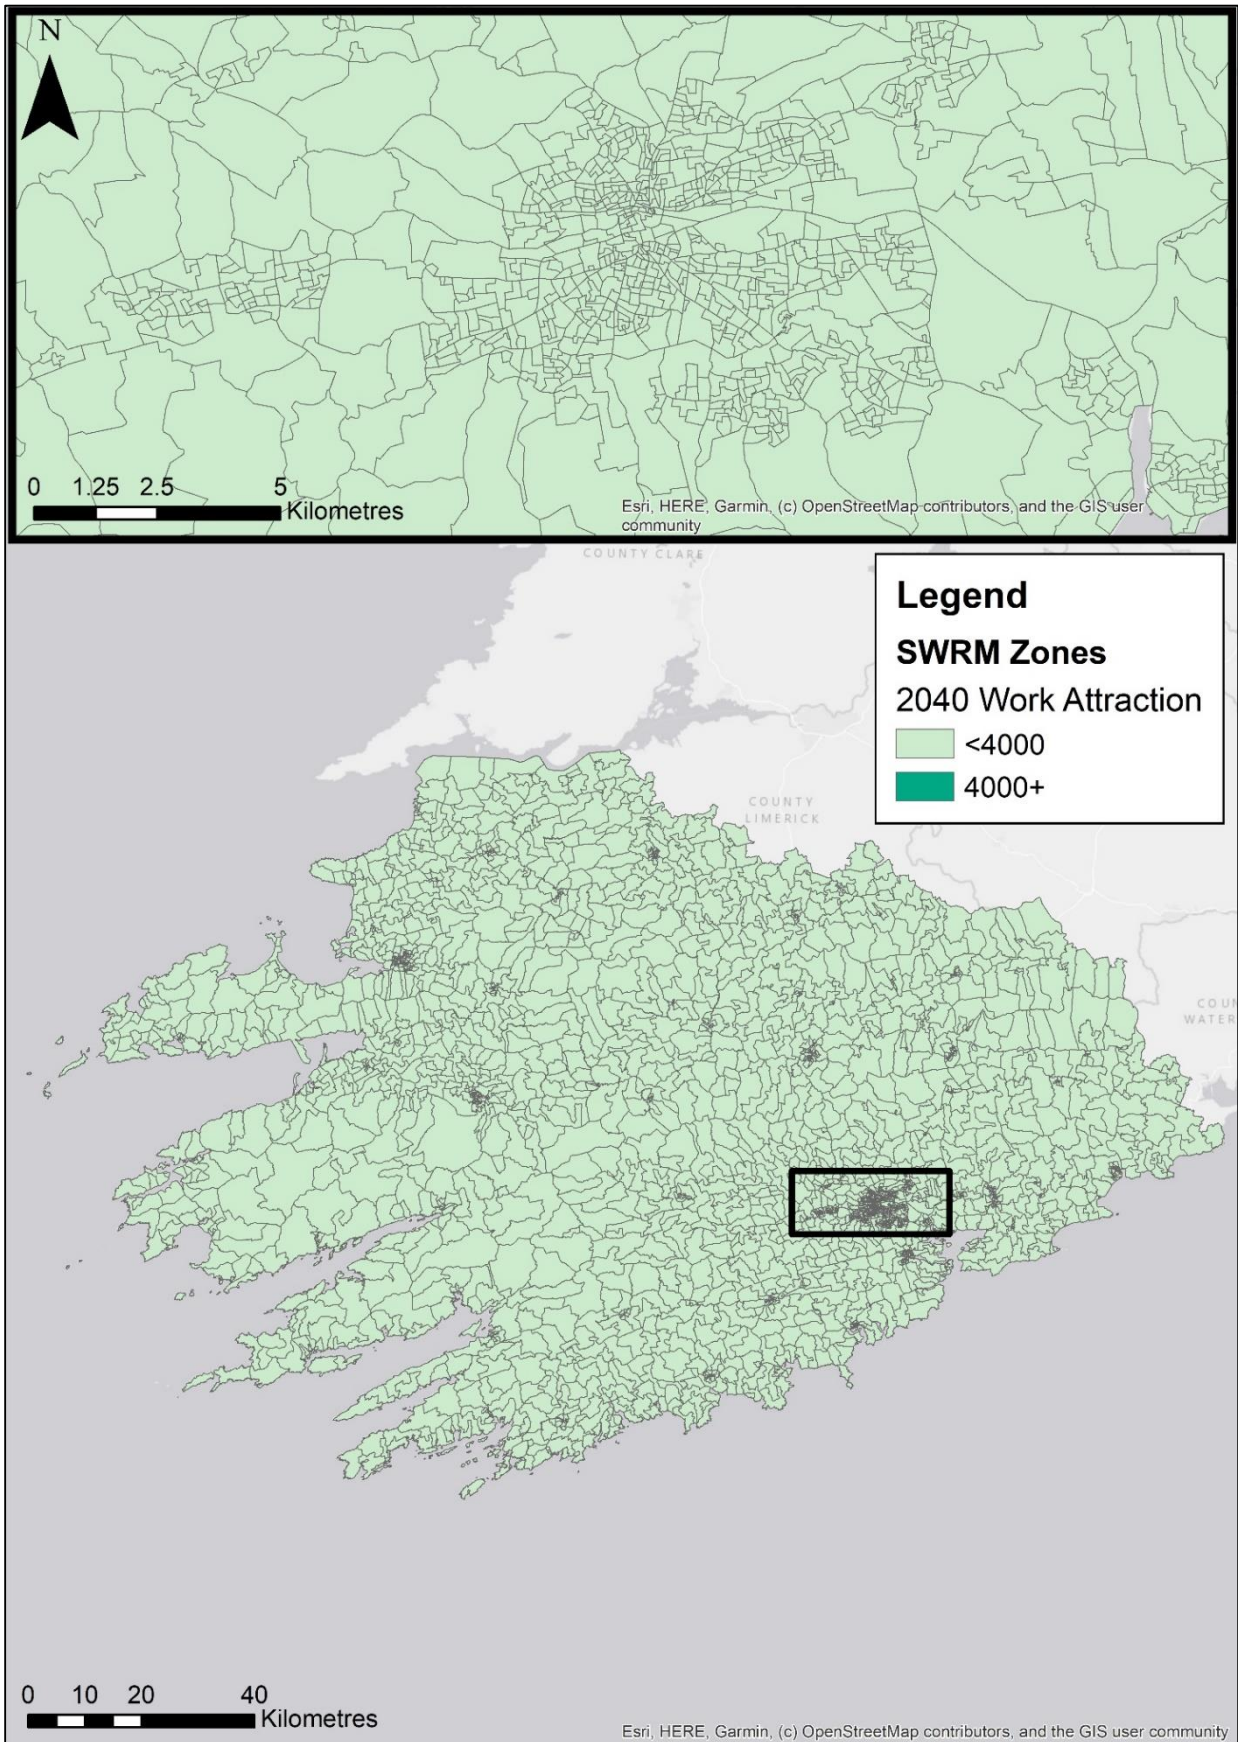 N
0 1.25 2.5 5
Kilometres
Esri, HERE, Garmin, (c) OpenStreetMap contributors, and the GIS user
community
COUNTY CLARE
Legend
SWRM Zones
2040 Work Attraction
<4000
4000+
COUNTY
LIMERICK
COUN
WATER
0 10 20 40
Kilometres
Esri, HERE, Garmin, (c) OpenStreetMap contributors, and the GIS user community